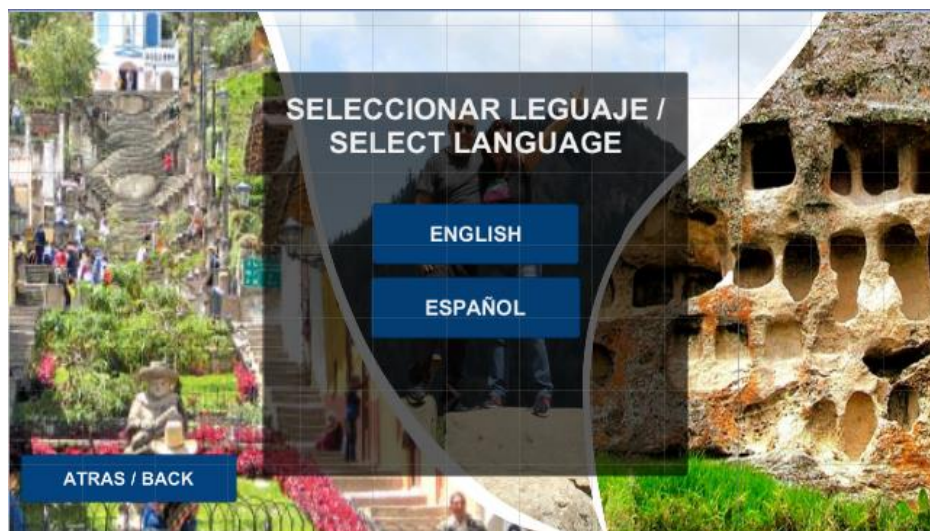 SELECCIONAR LEGUAJE /
SELECT LANGUAGE
ENGLISH
ESPAÑOL
ATRAS / BACK